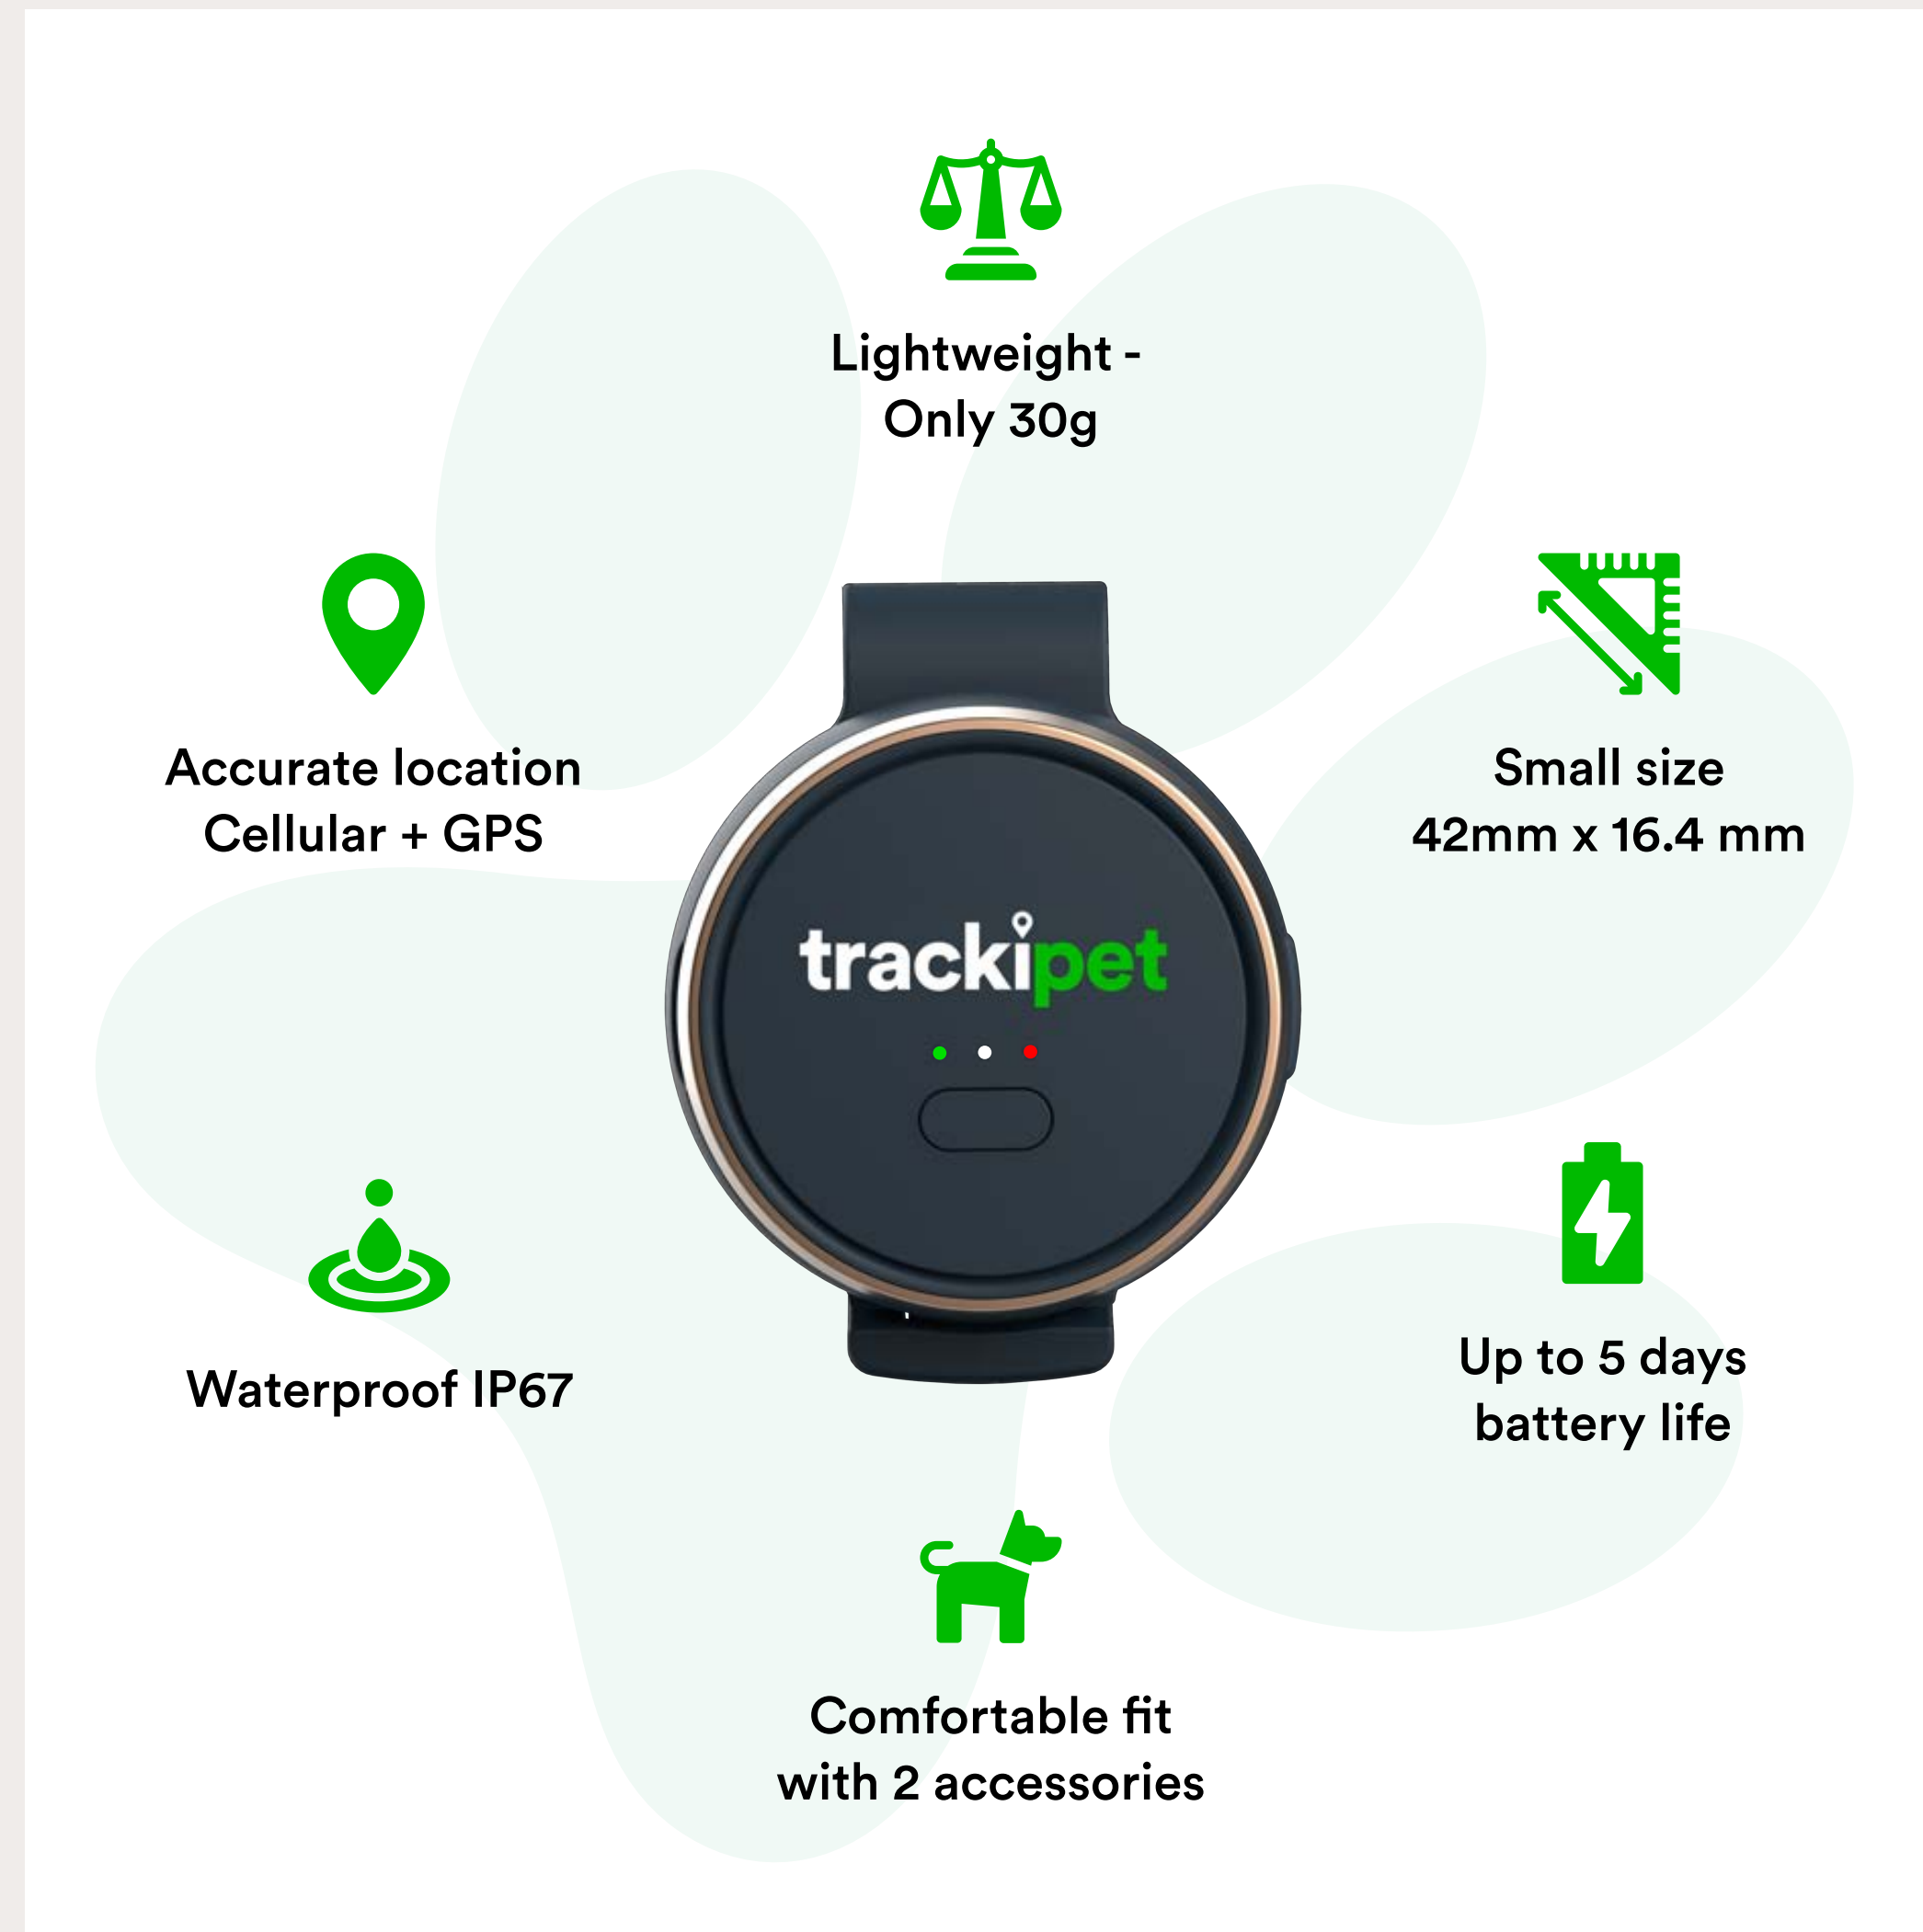 Lightweight -
Only 30g
Accurate location
Cellular + GPS
Small size
42mm x 16.4 mm
trackipet
Waterproof IP67
Up to 5 days
battery life
Comfortable fit
with 2 accessories